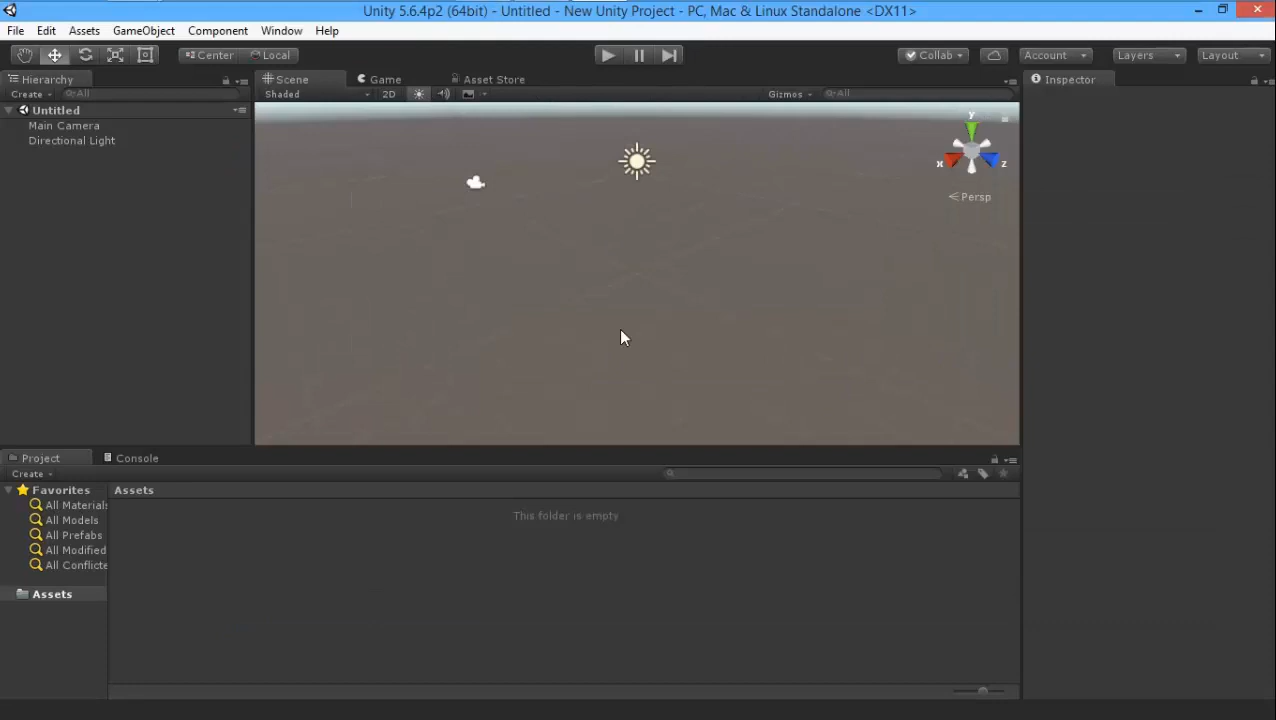 Unity 5.6.4p2 (64bit) - Untitled - New Unity Project - PC, Mac & Linux Standalone <DX11>
File Edit Assets GameObject Component Window Help
Center Local Collab Account Layers Layout
Hierarchy Scene Game Asset Store Inspector
Create All Shaded 2D Gizmos All
Untitled
Main Camera
Directional Light
y
x z
Persp
Project Console
Create
Favorites Assets
All Materials
All Models
All Prefabs
All Modified
All Conflicte
This folder is empty
Assets